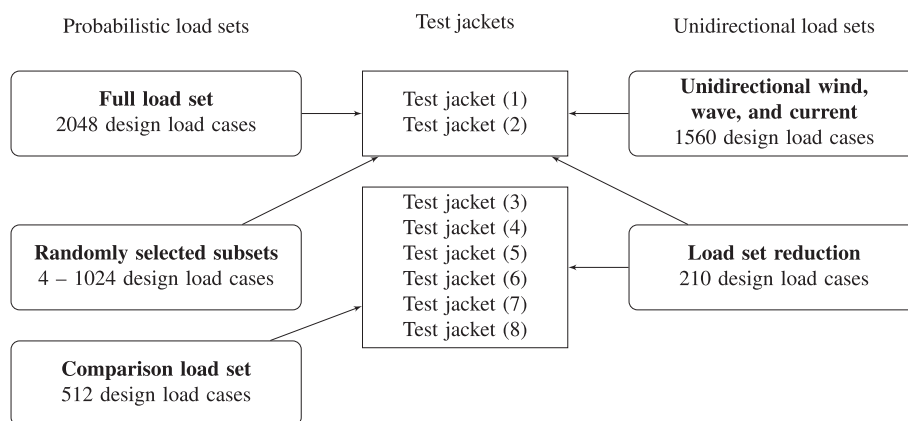 Probabilistic load sets
Test jackets
Unidirectional load sets
Full load set
2048 design load cases
Test jacket (1)
Test jacket (2)
Unidirectional wind,
wave, and current
1560 design load cases
Randomly selected subsets
4 – 1024 design load cases
Test jacket (3)
Test jacket (4)
Test jacket (5)
Test jacket (6)
Test jacket (7)
Test jacket (8)
Load set reduction
210 design load cases
Comparison load set
512 design load cases